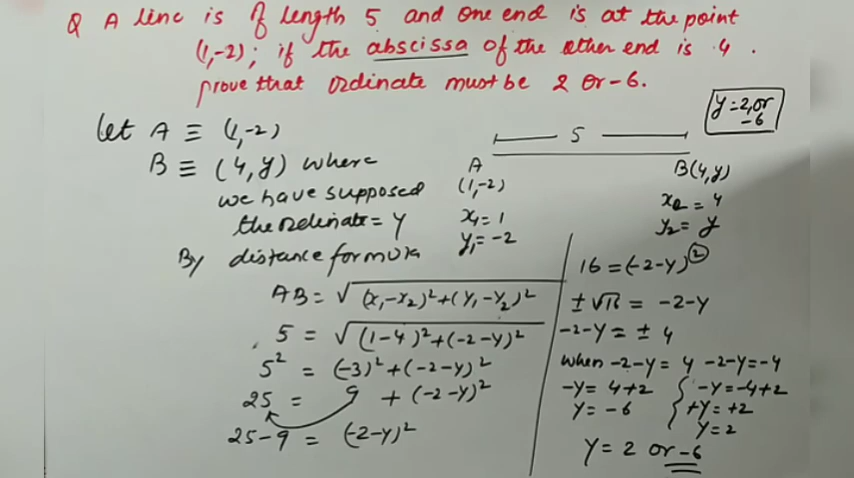 Q A line is of length 5 and one end is at the point
(1,-2); if the abscissa of the other end is 4 .
prove that ordinate must be 2 or -6.
y = 2, or
-6
let A ≡ (1,-2)
B ≡ (4, y) where
we have supposed
the ordinate = y
By distance formula
5
A
(1,-2)
x₁ = 1
y₁ = -2
B(4,y)
x₂ = 4
y₂ = y
AB = √(x₁-x₂)²+(y₁-y₂)²
5 = √(1-4)²+(-2-y)²
5² = (-3)²+(-2-y)²
25 = 9 + (-2-y)²
25-9 = (-2-y)²
16 = (-2-y)²
± √16 = -2-y
-2-y = ± 4
when -2-y = 4 -2-y = -4
-y = 4+2 -y = -4+2
y = -6 +y = +2
y = 2
y = 2 or -6